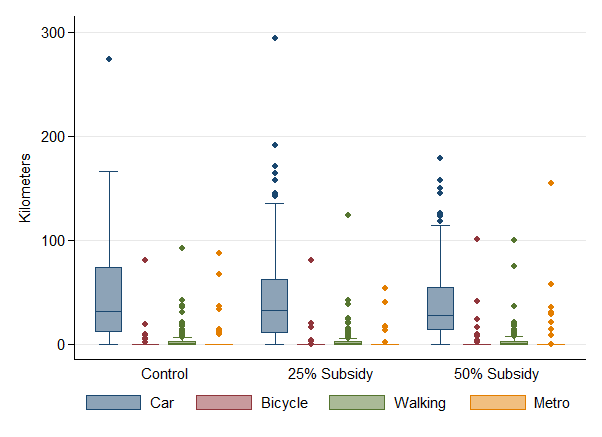 300
200
100
0
Kilometers
Control 25% Subsidy 50% Subsidy
Car Bicycle Walking Metro